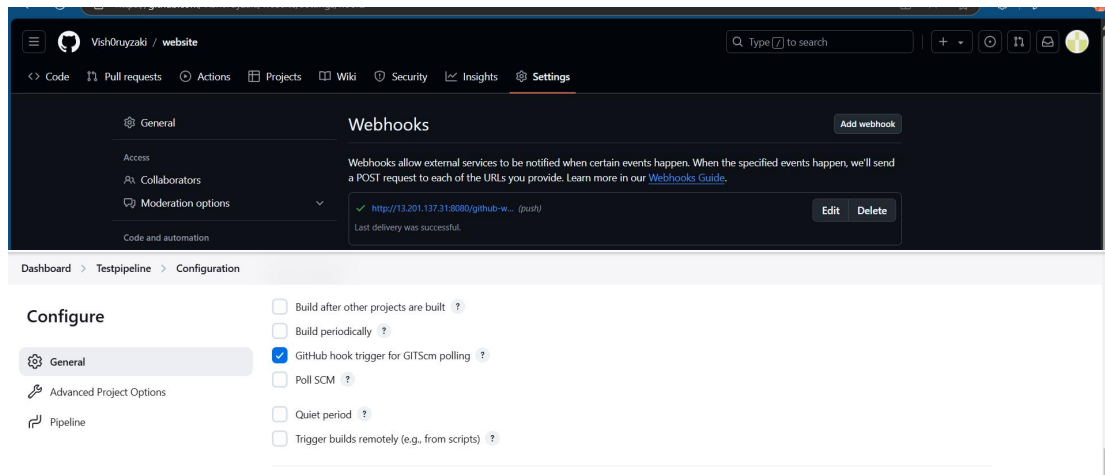 Vish0ruyzaki / website
Type / to search
Code Pull requests Actions Projects Wiki Security Insights Settings
General
Access
Collaborators
Moderation options
Code and automation
Webhooks
Add webhook
Webhooks allow external services to be notified when certain events happen. When the specified events happen, we'll send
a POST request to each of the URLs you provide. Learn more in our Webhooks Guide.
http://13.201.137.31:8080/github-w... (push)
Edit Delete
Last delivery was successful.
Dashboard > Testpipeline > Configuration
Configure
General
Advanced Project Options
Pipeline
Build after other projects are built ?
Build periodically ?
GitHub hook trigger for GITScm polling ?
Poll SCM ?
Quiet period ?
Trigger builds remotely (e.g., from scripts) ?